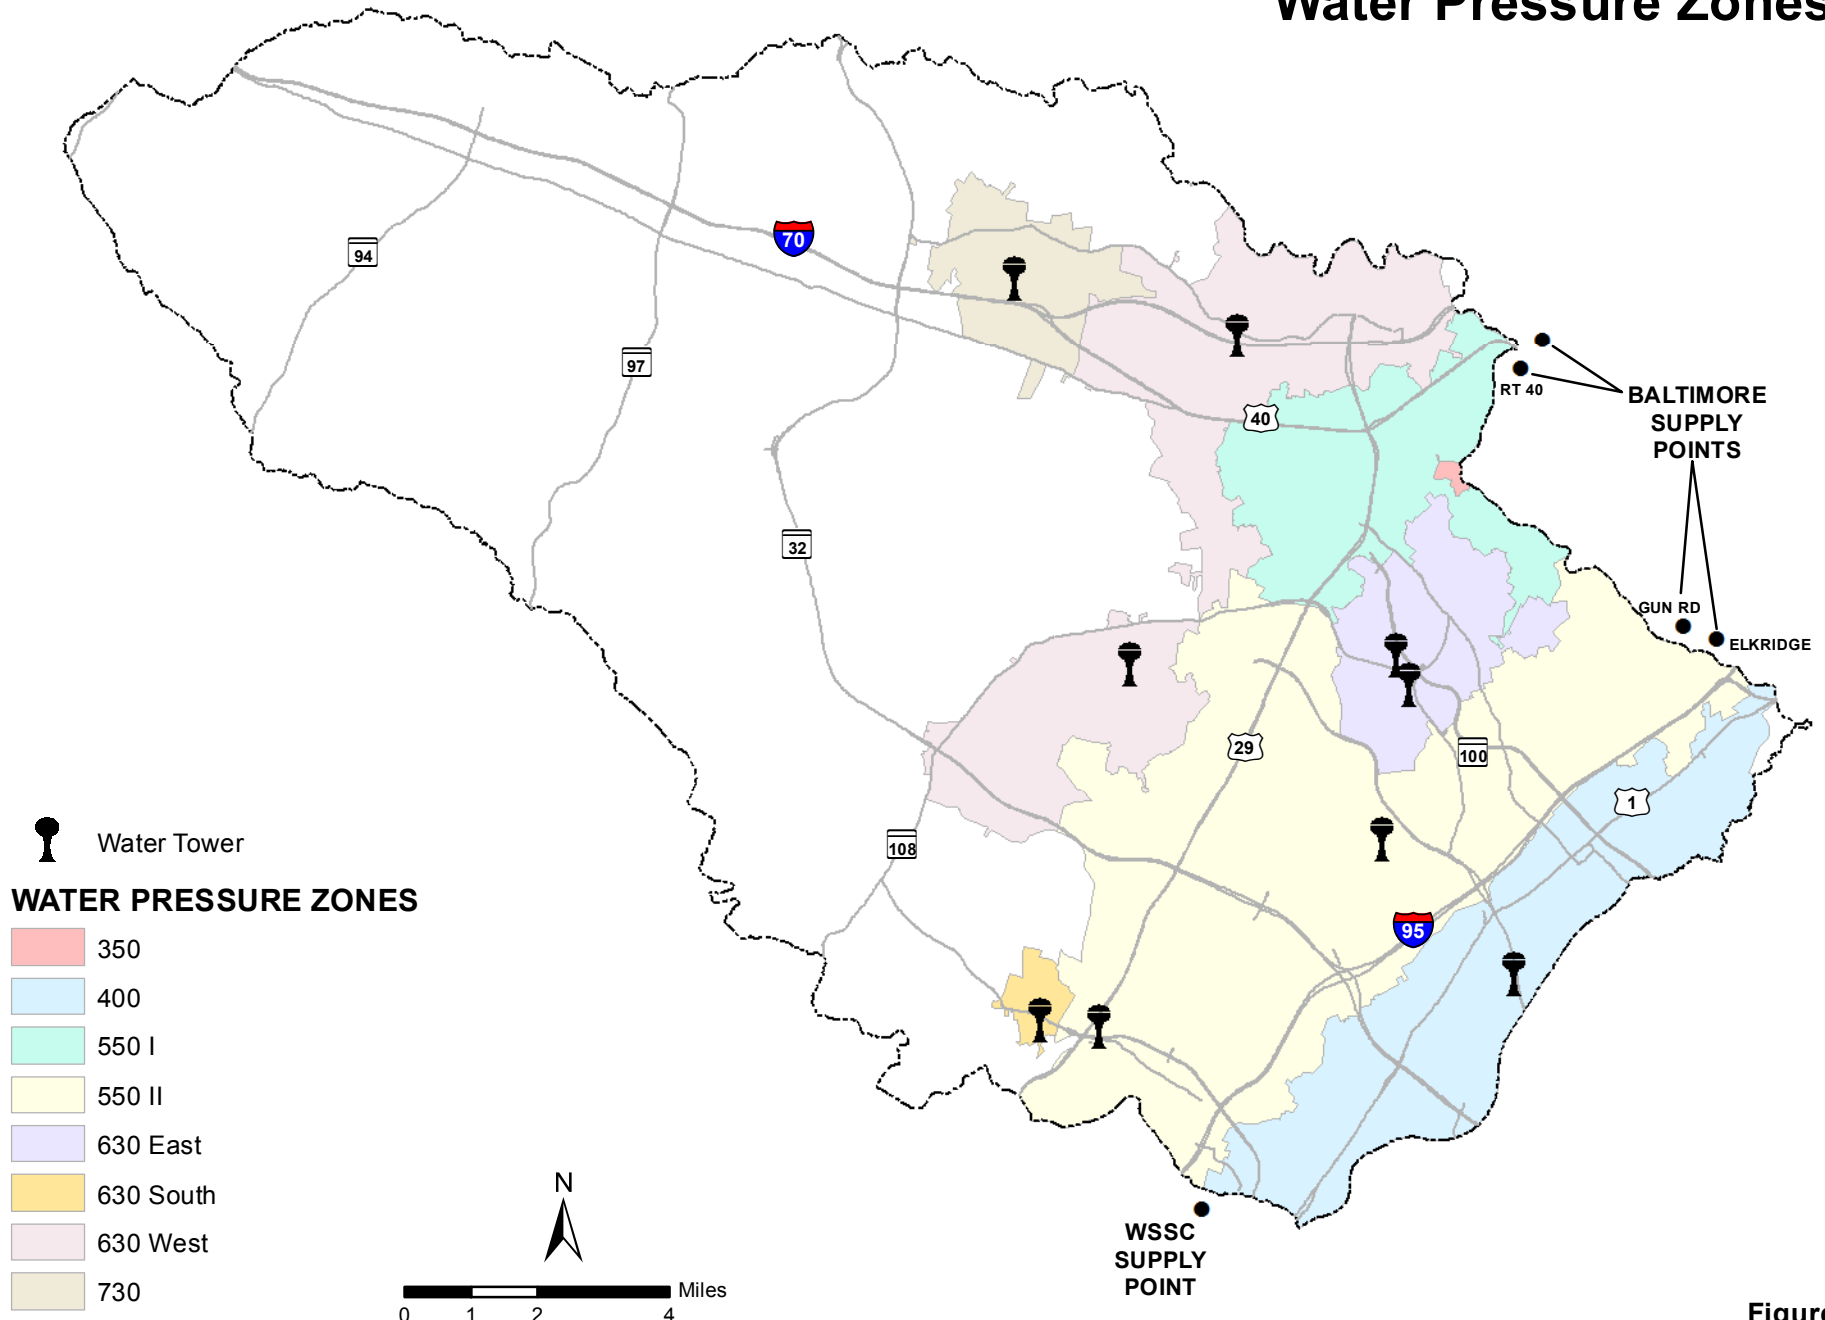 Water Pressure Zones
70
94
97
40
RT 40
BALTIMORE
SUPPLY
POINTS
32
GUN RD
ELKRIDGE
29
100
1
108
95
Water Tower
WATER PRESSURE ZONES
350
400
550 I
550 II
630 East
630 South
630 West
730
N
Miles
0 1 2 4
WSSC
SUPPLY
POINT
Figure